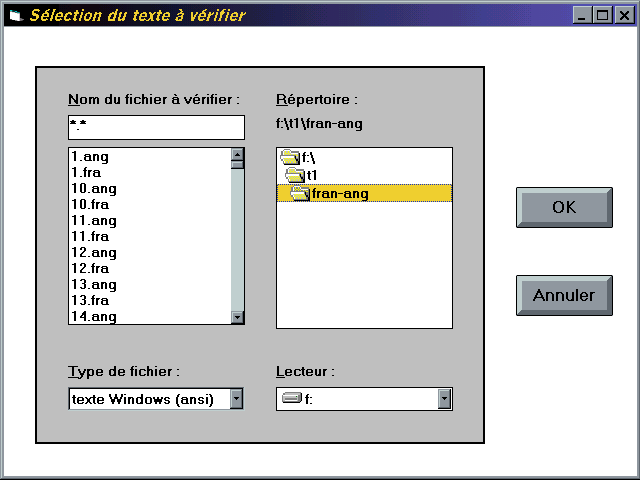 Sélection du texte à vérifier
Nom du fichier à vérifier :
*.*
1.ang
1.fra
10.ang
10.fra
11.ang
11.fra
12.ang
12.fra
13.ang
13.fra
14.ang
Répertoire :
f:\t1\fran-ang
f:\
t1
fran-ang
OK
Annuler
Type de fichier :
texte Windows (ansi)
Lecteur :
f: